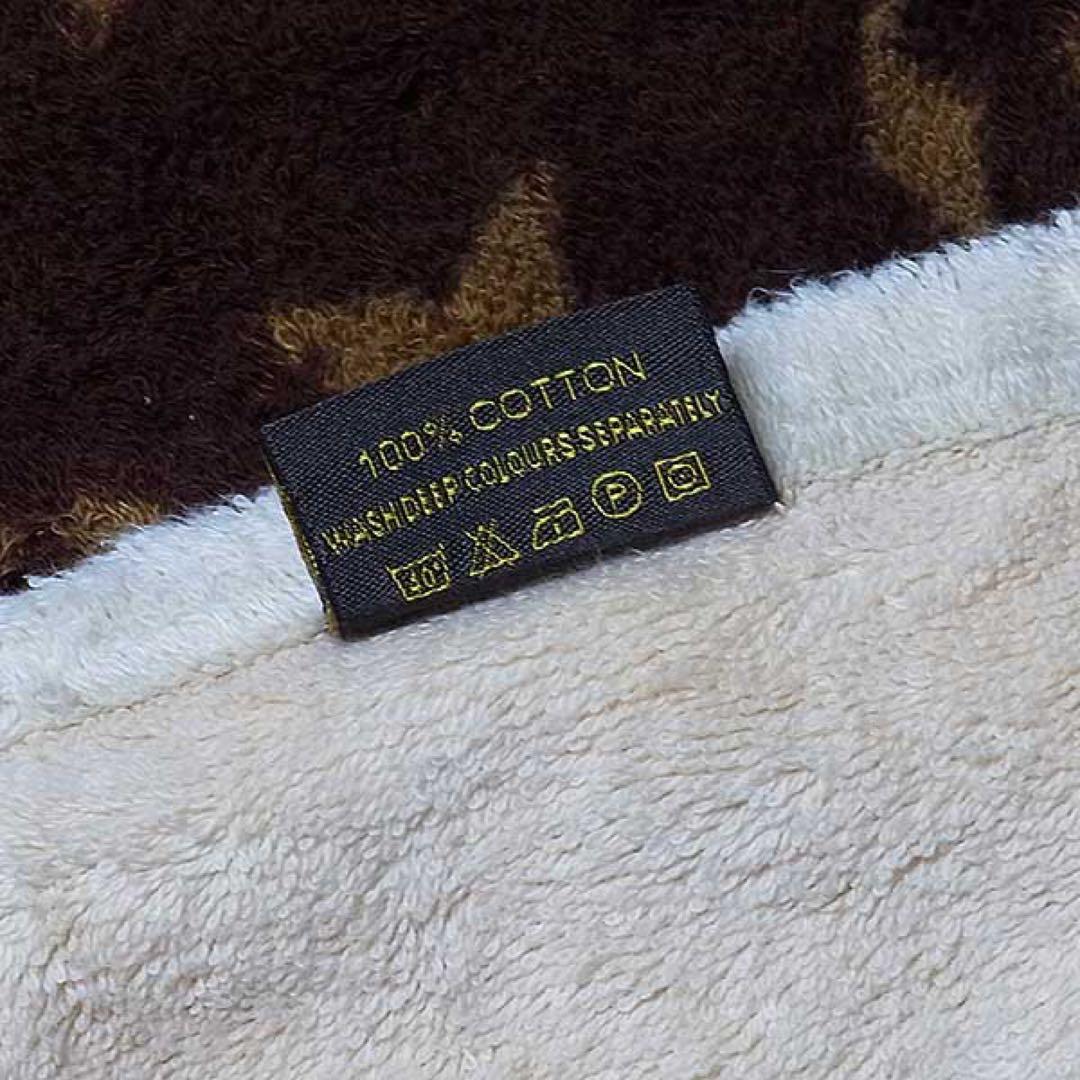 100% COTTON
WASH DEEP COLOURS SEPARATELY
P